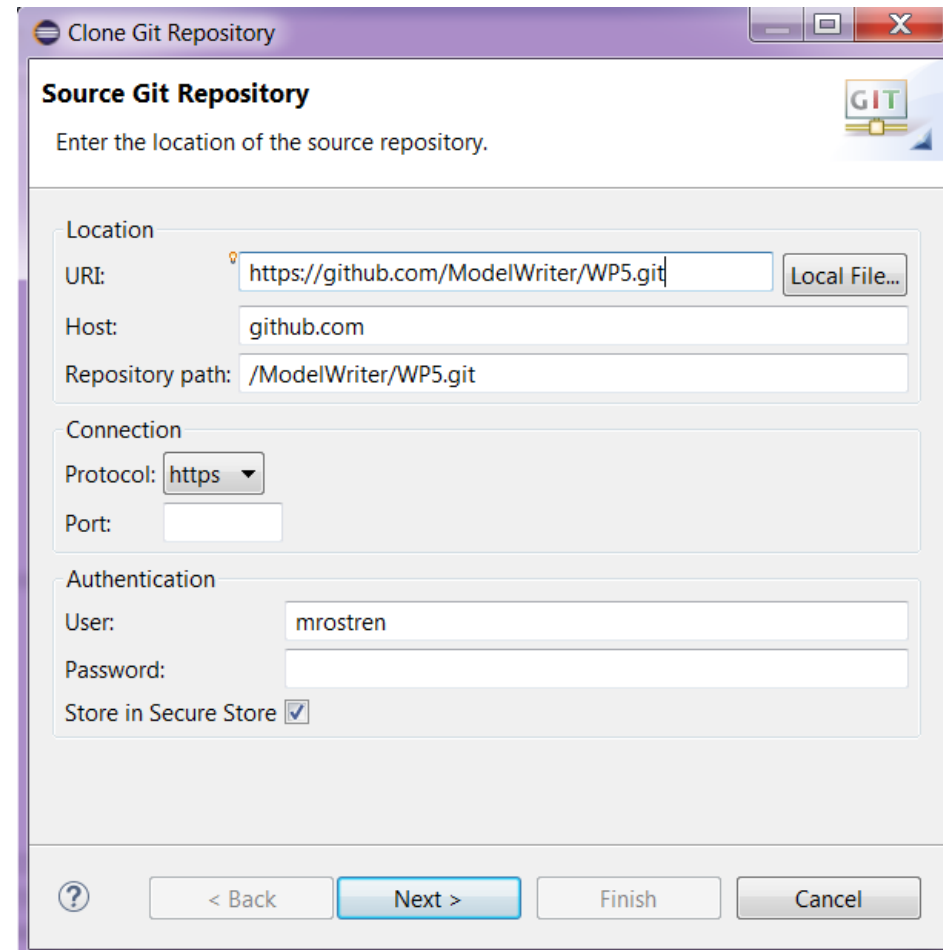 Clone Git Repository
Source Git Repository
GIT
Enter the location of the source repository.
Location
URI: https://github.com/ModelWriter/WP5.git Local File...
Host: github.com
Repository path: /ModelWriter/WP5.git
Connection
Protocol: https
Port:
Authentication
User: mrostren
Password:
Store in Secure Store
? < Back Next > Finish Cancel